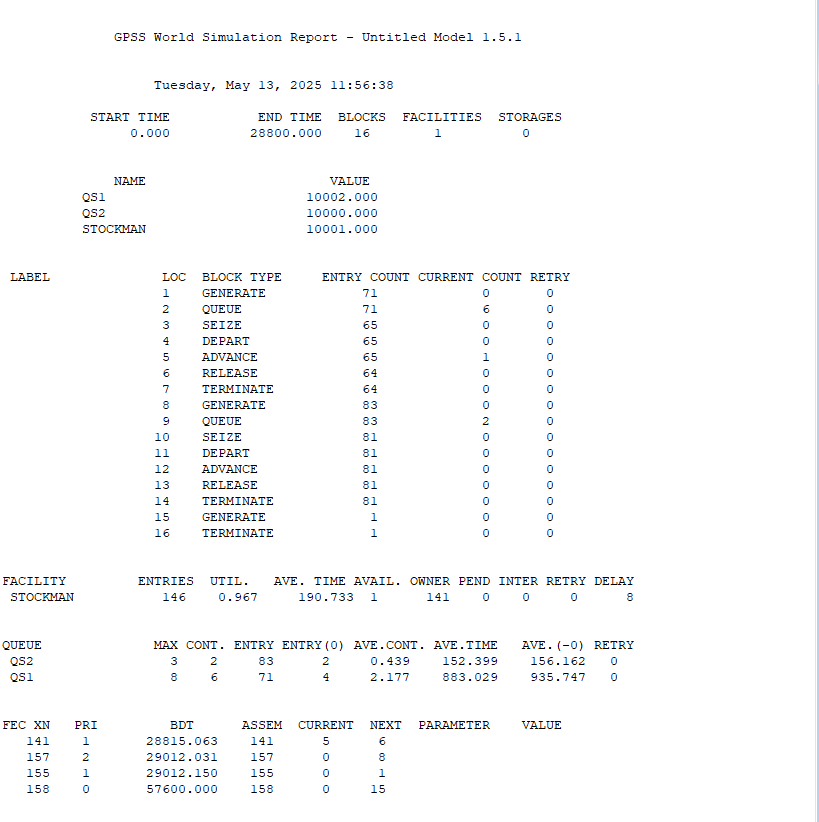 GPSS World Simulation Report - Untitled Model 1.5.1
Tuesday, May 13, 2025 11:56:38
START TIME END TIME BLOCKS FACILITIES STORAGES
0.000 28800.000 16 1 0
NAME VALUE
QS1 10002.000
QS2 10000.000
STOCKMAN 10001.000
LABEL LOC BLOCK TYPE ENTRY COUNT CURRENT COUNT RETRY
1 GENERATE 71 0 0
2 QUEUE 71 6 0
3 SEIZE 65 0 0
4 DEPART 65 0 0
5 ADVANCE 65 1 0
6 RELEASE 64 0 0
7 TERMINATE 64 0 0
8 GENERATE 83 0 0
9 QUEUE 83 2 0
10 SEIZE 81 0 0
11 DEPART 81 0 0
12 ADVANCE 81 0 0
13 RELEASE 81 0 0
14 TERMINATE 81 0 0
15 GENERATE 1 0 0
16 TERMINATE 1 0 0
FACILITY ENTRIES UTIL. AVE. TIME AVAIL. OWNER PEND INTER RETRY DELAY
STOCKMAN 146 0.967 190.733 1 141 0 0 0 8
QUEUE MAX CONT. ENTRY ENTRY(0) AVE.CONT. AVE.TIME AVE.(-0) RETRY
QS2 3 2 83 2 0.439 152.399 156.162 0
QS1 8 6 71 4 2.177 883.029 935.747 0
FEC XN PRI BDT ASSEM CURRENT NEXT PARAMETER VALUE
141 1 28815.063 141 5 6
157 2 29012.031 157 0 8
155 1 29012.150 155 0 1
158 0 57600.000 158 0 15